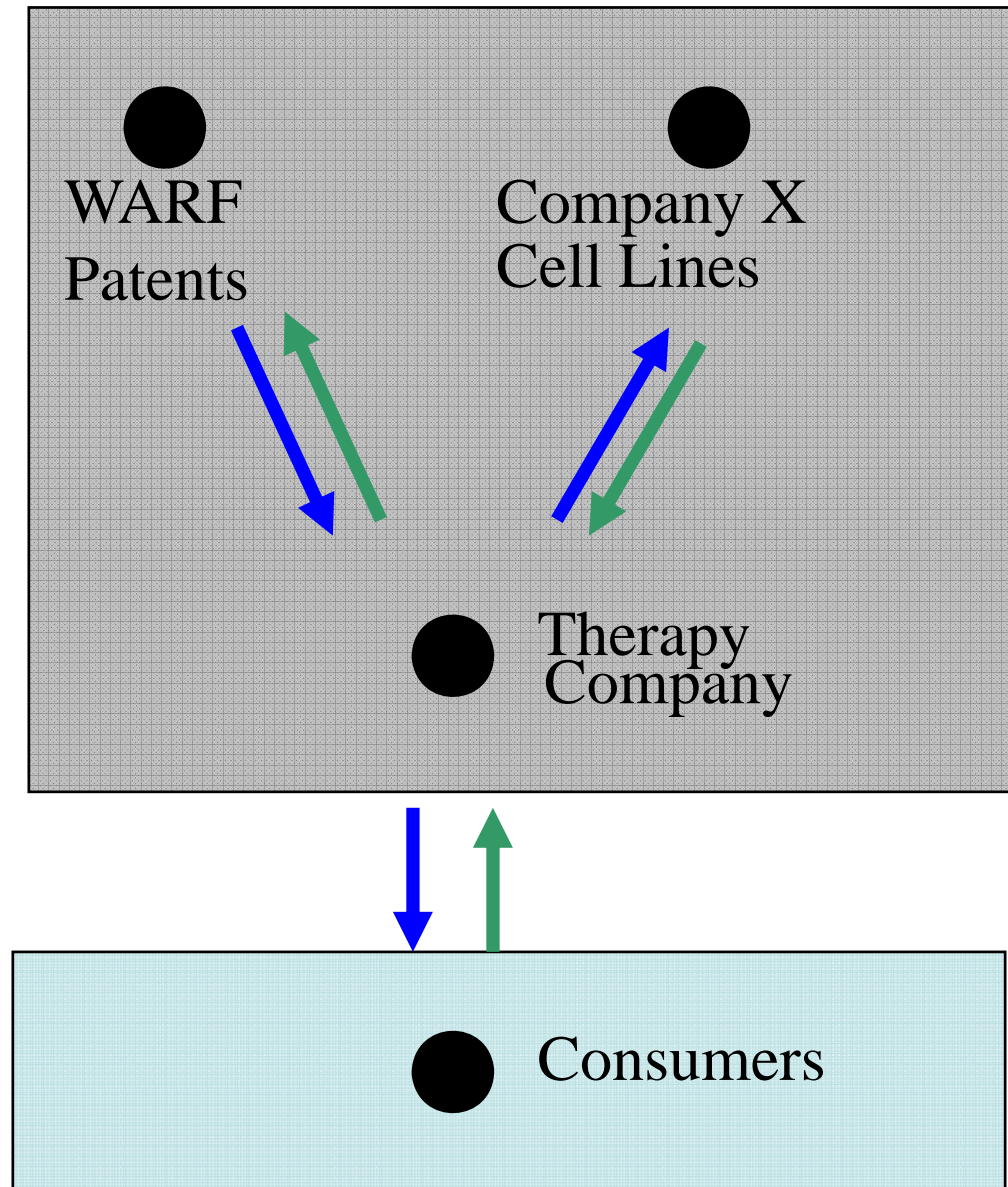 WARF
Patents
Company X
Cell Lines
Therapy
Company
Consumers